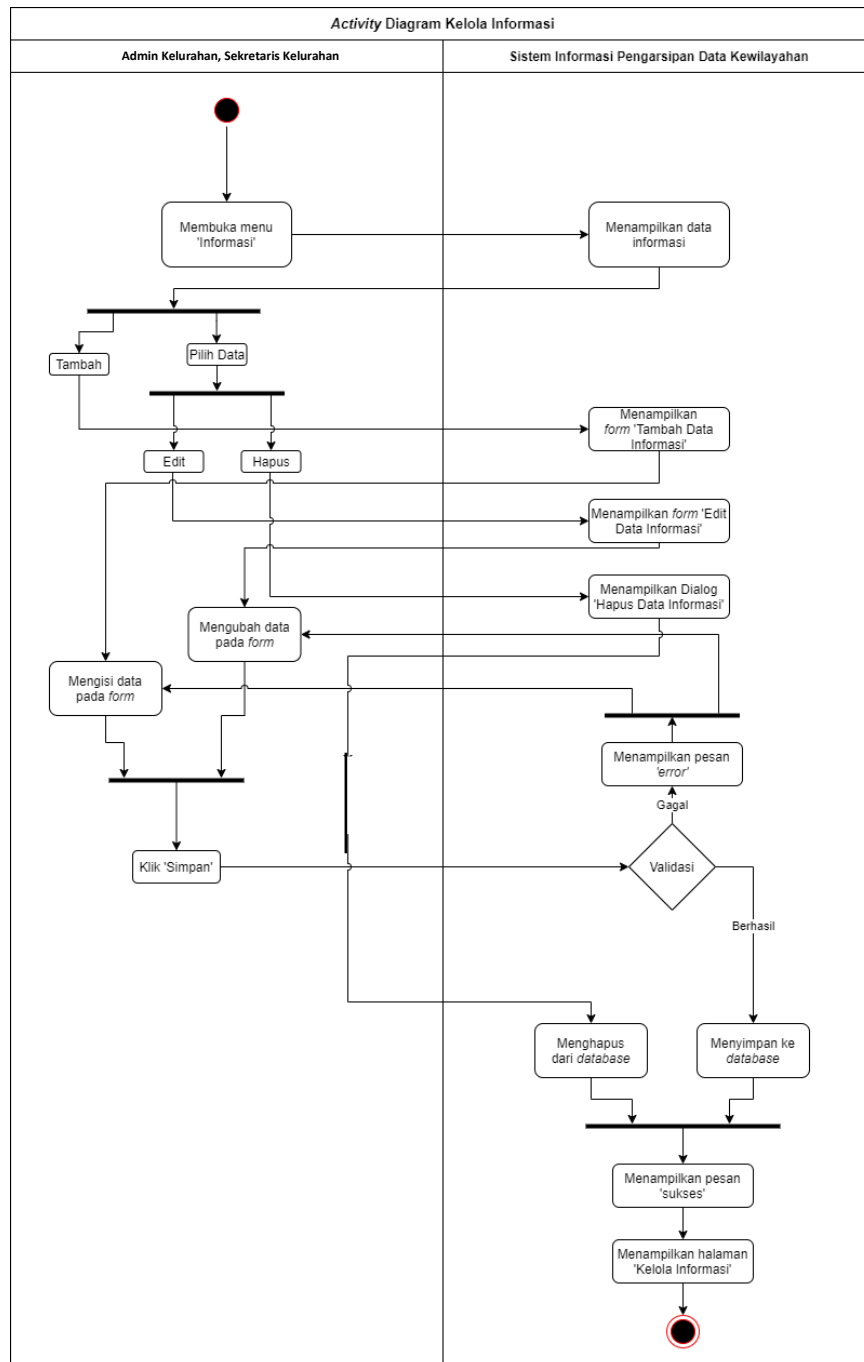 Activity Diagram Kelola Informasi
Admin Kelurahan, Sekretaris Kelurahan
Sistem Informasi Pengarsipan Data Kewilayahan
Membuka menu
'Informasi'
Menampilkan data
informasi
Tambah
Pilih Data
Menampilkan
form 'Tambah Data
Informasi'
Edit
Hapus
Menampilkan form 'Edit
Data Informasi'
Menampilkan Dialog
'Hapus Data Informasi'
Mengubah data
pada form
Mengisi data
pada form
Menampilkan pesan
'error'
Gagal
Klik 'Simpan'
Validasi
Berhasil
Menghapus
dari database
Menyimpan ke
database
Menampilkan pesan
'sukses'
Menampilkan halaman
'Kelola Informasi'